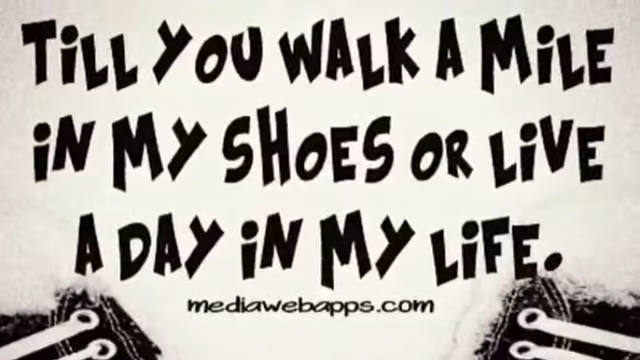 TiLL YOU WALK A MiLE
iN MY SHOES OR LiVE
A DAY iN MY LiFE.
mediawebapps.com